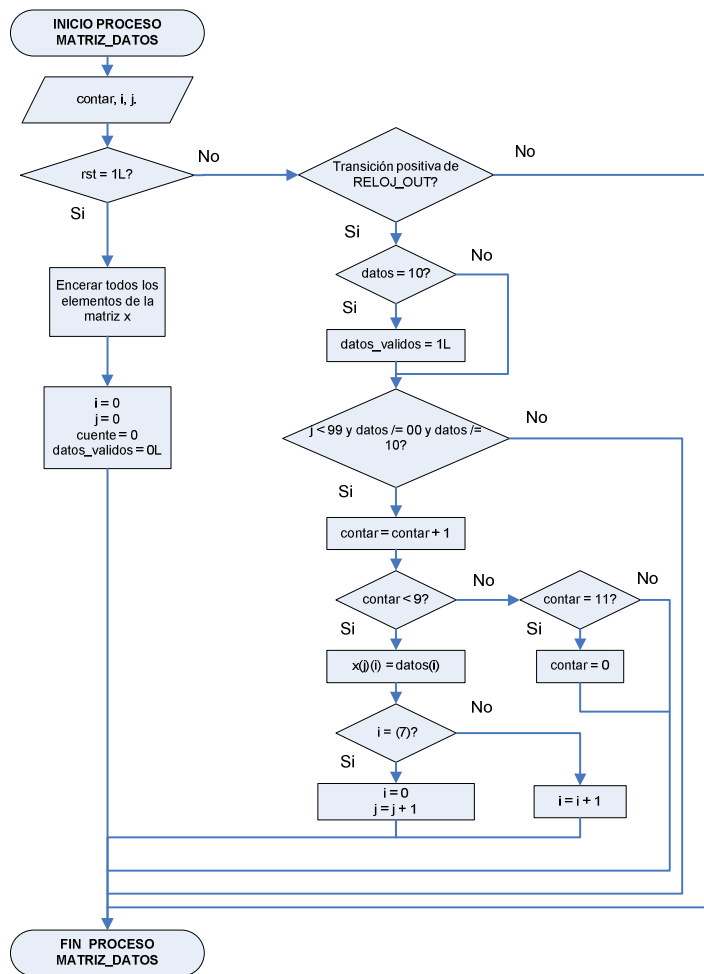 INICIO PROCESO
MATRIZ_DATOS
contar, i, j.
rst = 1L?
No
Si
Transición positiva de
RELOJ_OUT?
No
Si
Encerar todos los
elementos de la
matriz x
datos = 10?
No
Si
datos_validos = 1L
i = 0
j = 0
cuente = 0
datos_validos = 0L
j < 99 y datos /= 00 y datos /=
10?
No
Si
contar = contar + 1
contar < 9?
No
Si
contar = 11?
No
Si
x(j)(i) = datos(i)
contar = 0
i = (7)?
No
Si
i = 0
j = j + 1
i = i + 1
FIN PROCESO
MATRIZ_DATOS